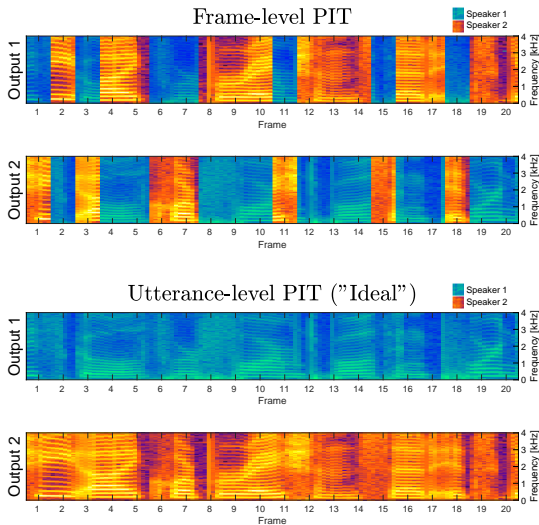 Frame-level PIT
Speaker 1
Speaker 2
Output 1
4
3
2
1
0
Frequency [kHz]
1 2 3 4 5 6 7 8 9 10 11 12 13 14 15 16 17 18 19 20
Frame
Output 2
4
3
2
1
0
Frequency [kHz]
1 2 3 4 5 6 7 8 9 10 11 12 13 14 15 16 17 18 19 20
Frame
Utterance-level PIT ("Ideal")
Speaker 1
Speaker 2
Output 1
4
3
2
1
0
Frequency [kHz]
1 2 3 4 5 6 7 8 9 10 11 12 13 14 15 16 17 18 19 20
Frame
Output 2
4
3
2
1
0
Frequency [kHz]
1 2 3 4 5 6 7 8 9 10 11 12 13 14 15 16 17 18 19 20
Frame